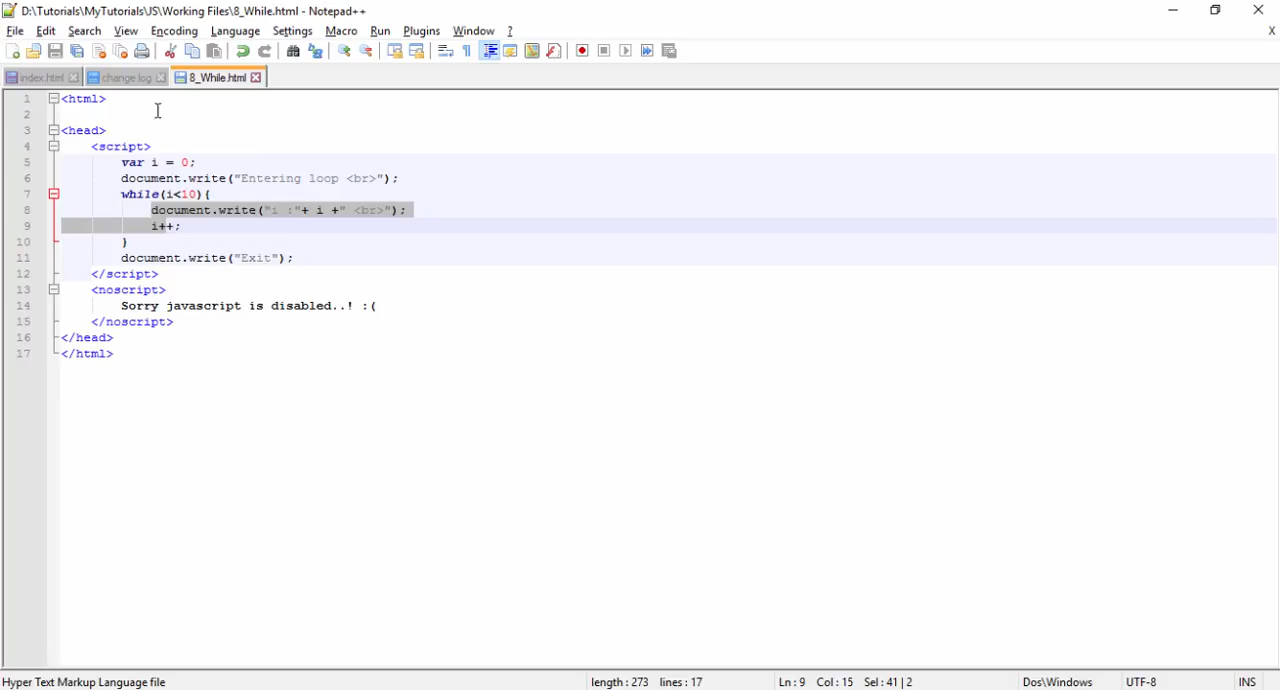 D:\Tutorials\MyTutorials\JS\Working Files\8_While.html - Notepad++
File Edit Search View Encoding Language Settings Macro Run Plugins Window ? X
index.html change.log 8_While.html
1 <html>
2
3 <head>
4 <script>
5 var i = 0;
6 document.write("Entering loop <br>");
7 while(i<10){
8 document.write("i :"+ i +" <br>");
9 i++;
10 }
11 document.write("Exit");
12 </script>
13 <noscript>
14 Sorry javascript is disabled..! :(
15 </noscript>
16 </head>
17 </html>
Hyper Text Markup Language file length : 273 lines : 17 Ln : 9 Col : 15 Sel : 41 | 2 Dos\Windows UTF-8 INS